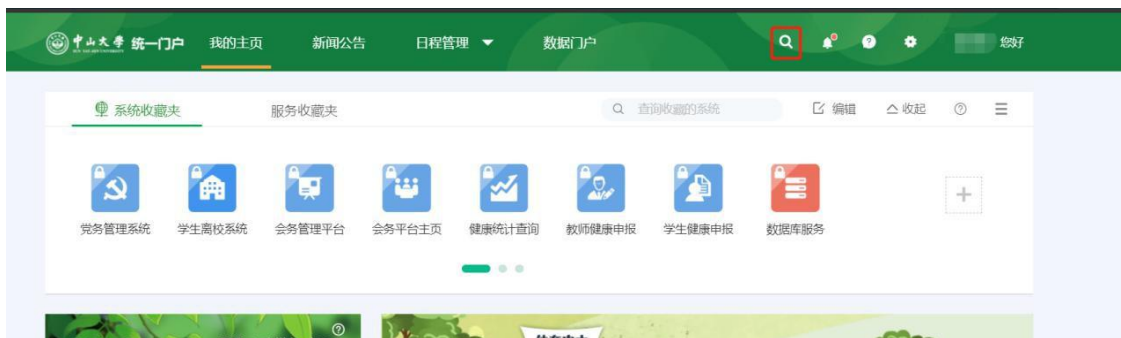 中山大学 统一门户 我的主页 新闻公告 日程管理 数据门户 您好
系统收藏夹 服务收藏夹 查询收藏的系统 编辑 收起
党务管理系统 学生离校系统 会务管理平台 会务平台主页 健康统计查询 教师健康申报 学生健康申报 数据库服务